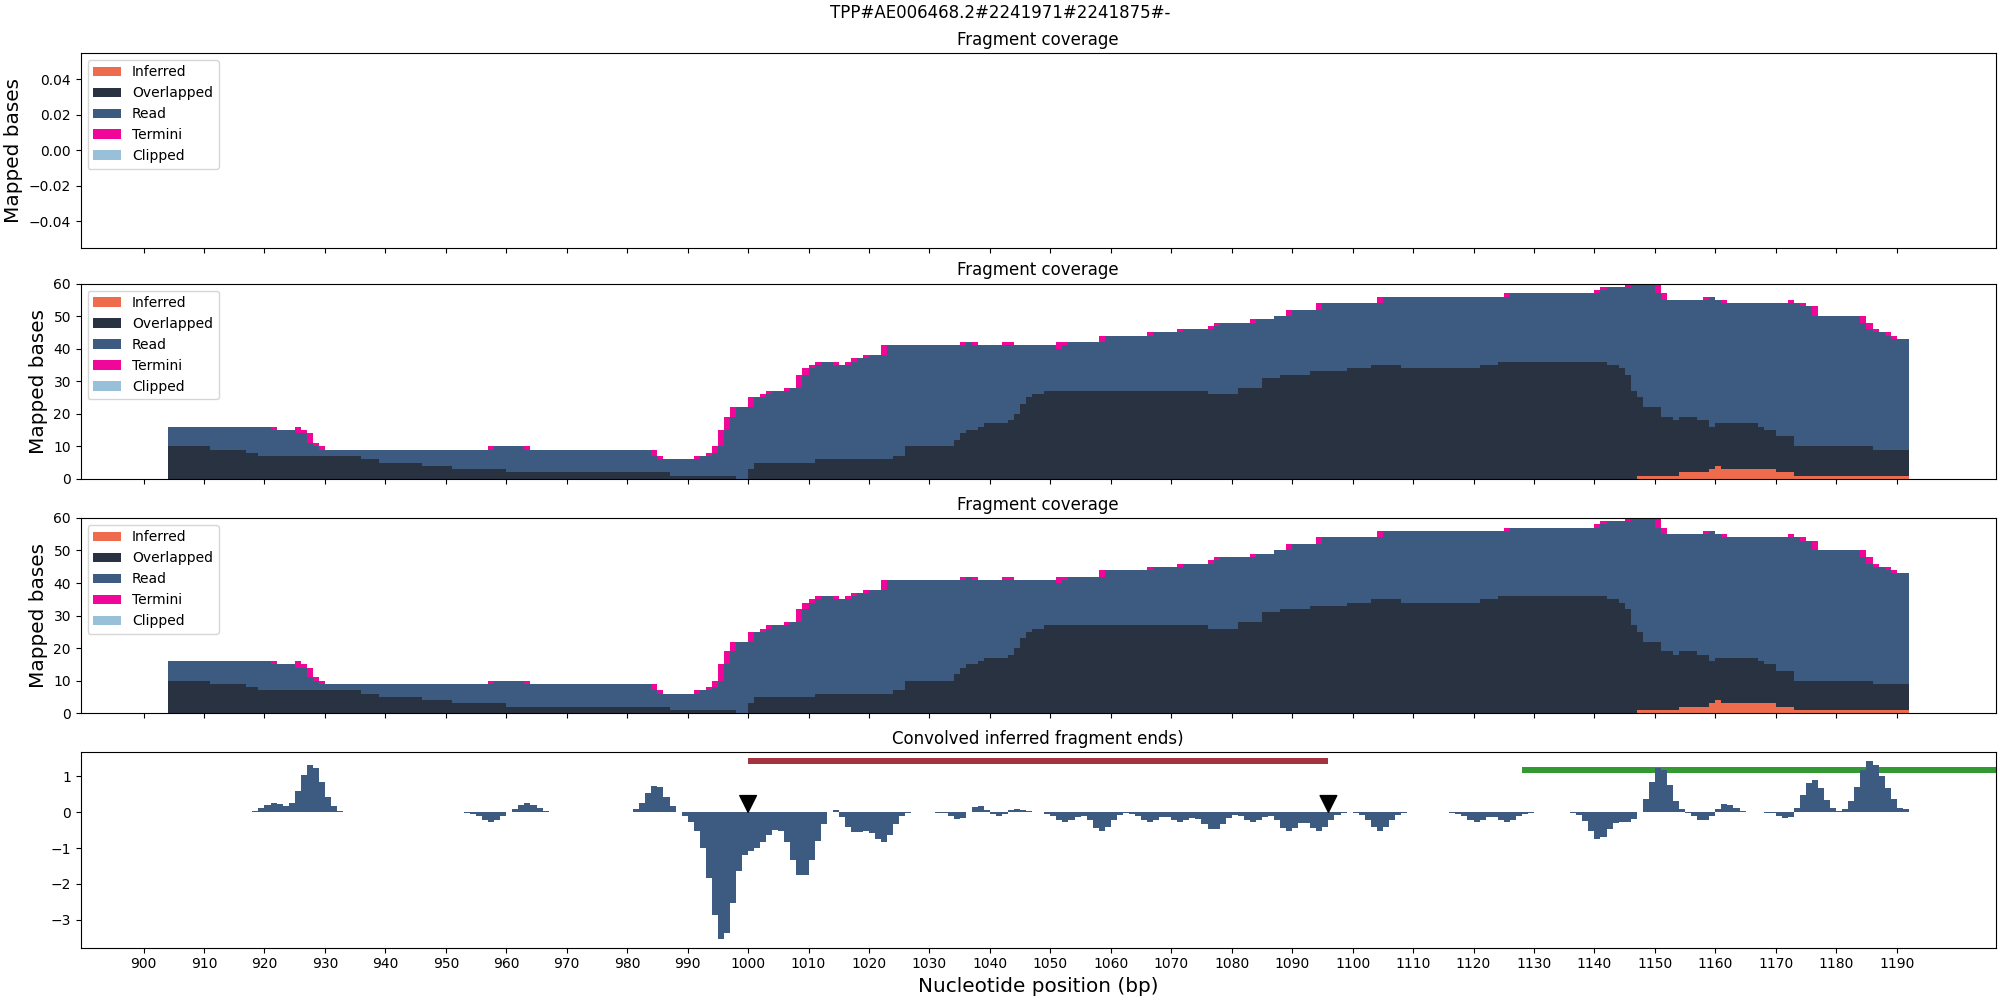 TPP#AE006468.2#2241971#2241875#-
Fragment coverage
Mapped bases
0.04
0.02
0.00
−0.02
−0.04
Inferred
Overlapped
Read
Termini
Clipped
Fragment coverage
Mapped bases
60
50
40
30
20
10
0
Inferred
Overlapped
Read
Termini
Clipped
Fragment coverage
Mapped bases
60
50
40
30
20
10
0
Inferred
Overlapped
Read
Termini
Clipped
Convolved inferred fragment ends)
1
0
−1
−2
−3
900 910 920 930 940 950 960 970 980 990 1000 1010 1020 1030 1040 1050 1060 1070 1080 1090 1100 1110 1120 1130 1140 1150 1160 1170 1180 1190
Nucleotide position (bp)